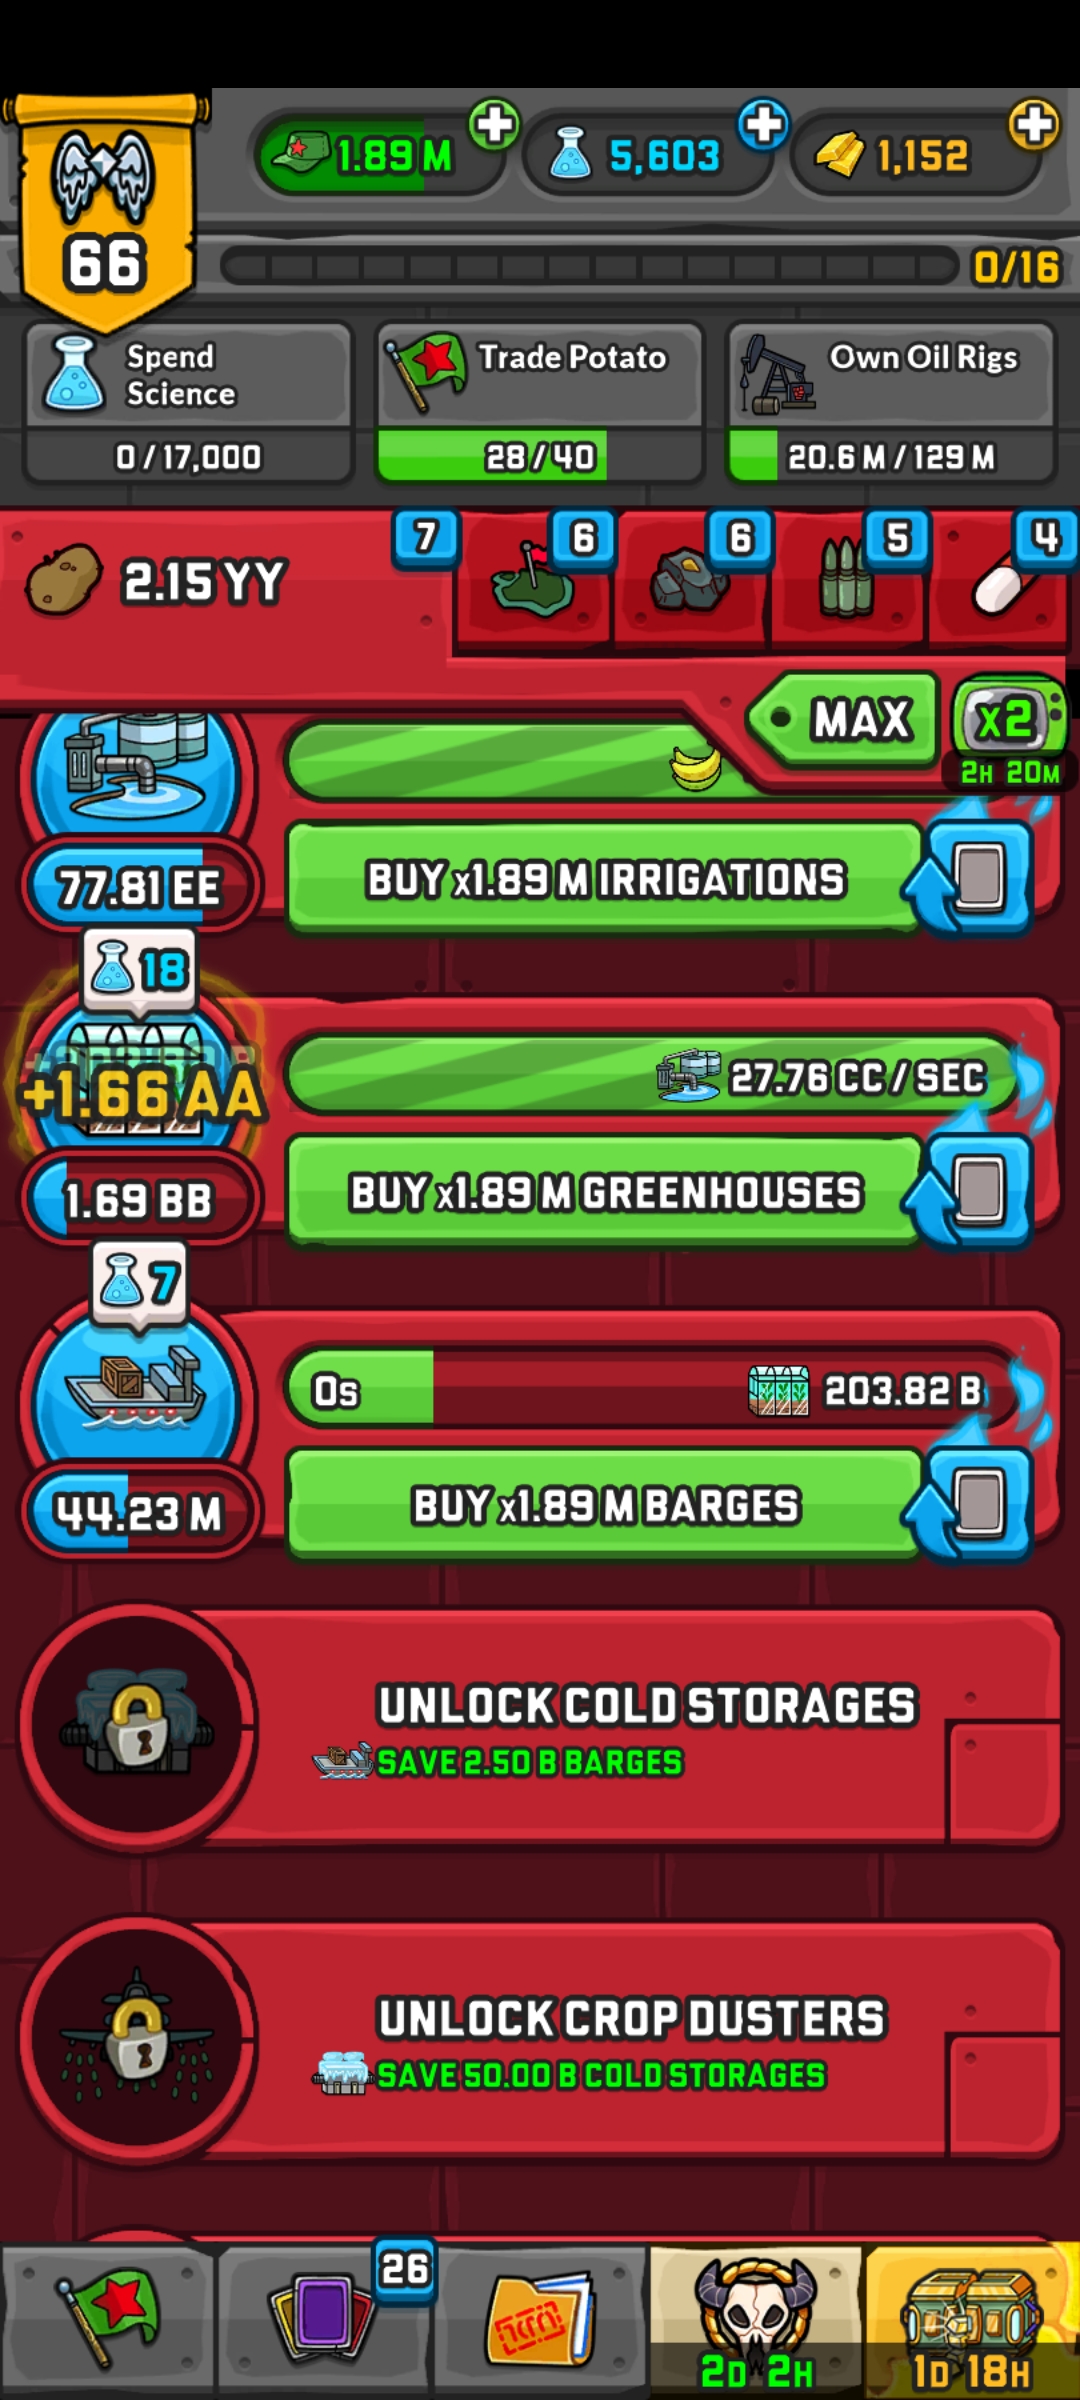 1.89 M
5,603
1,152
66
0/16
Spend
Science
0 / 17,000
Trade Potato
28 / 40
Own Oil Rigs
20.6 M / 129 M
2.15 YY
7
6
6
5
4
MAX
x2
2H 20M
77.81 EE
BUY x1.89 M IRRIGATIONS
18
+1.66 AA
27.76 CC / SEC
1.69 BB
BUY x1.89 M GREENHOUSES
7
0s
203.82 B
44.23 M
BUY x1.89 M BARGES
UNLOCK COLD STORAGES
SAVE 2.50 B BARGES
UNLOCK CROP DUSTERS
SAVE 50.00 B COLD STORAGES
26
2D 2H
1D 18H